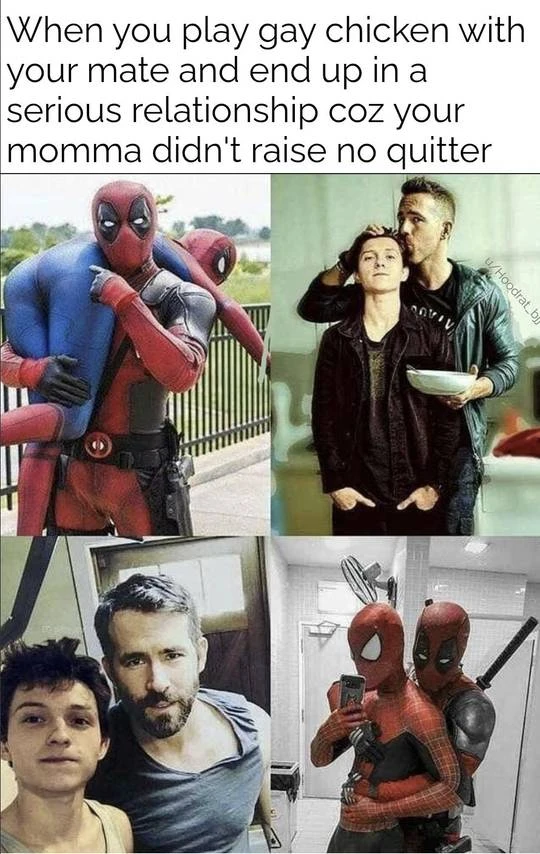 When you play gay chicken with
your mate and end up in a
serious relationship coz your
momma didn't raise no quitter
u/Hoodrat_bjj